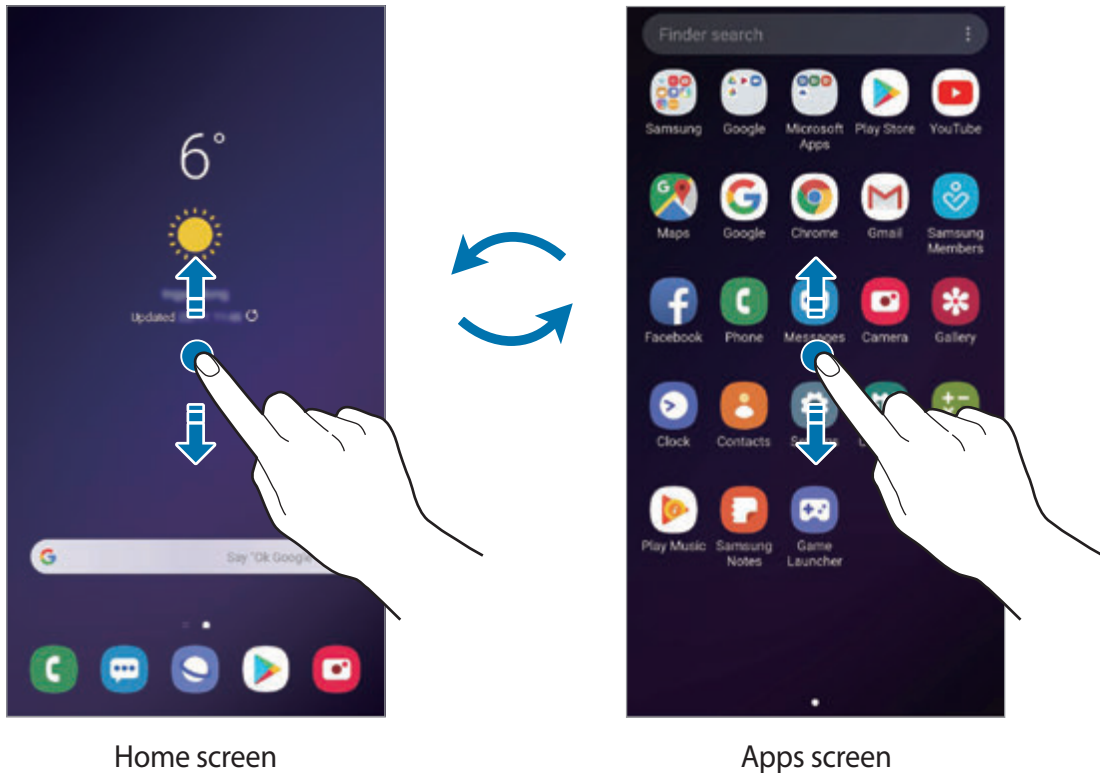 6°
Updated
Say "Ok Google
Home screen
Finder search
Samsung Google Microsoft Apps Play Store YouTube
Maps Google Chrome Gmail Samsung Members
Facebook Phone Messages Camera Gallery
Clock Contacts
Play Music Samsung Notes Game Launcher
Apps screen